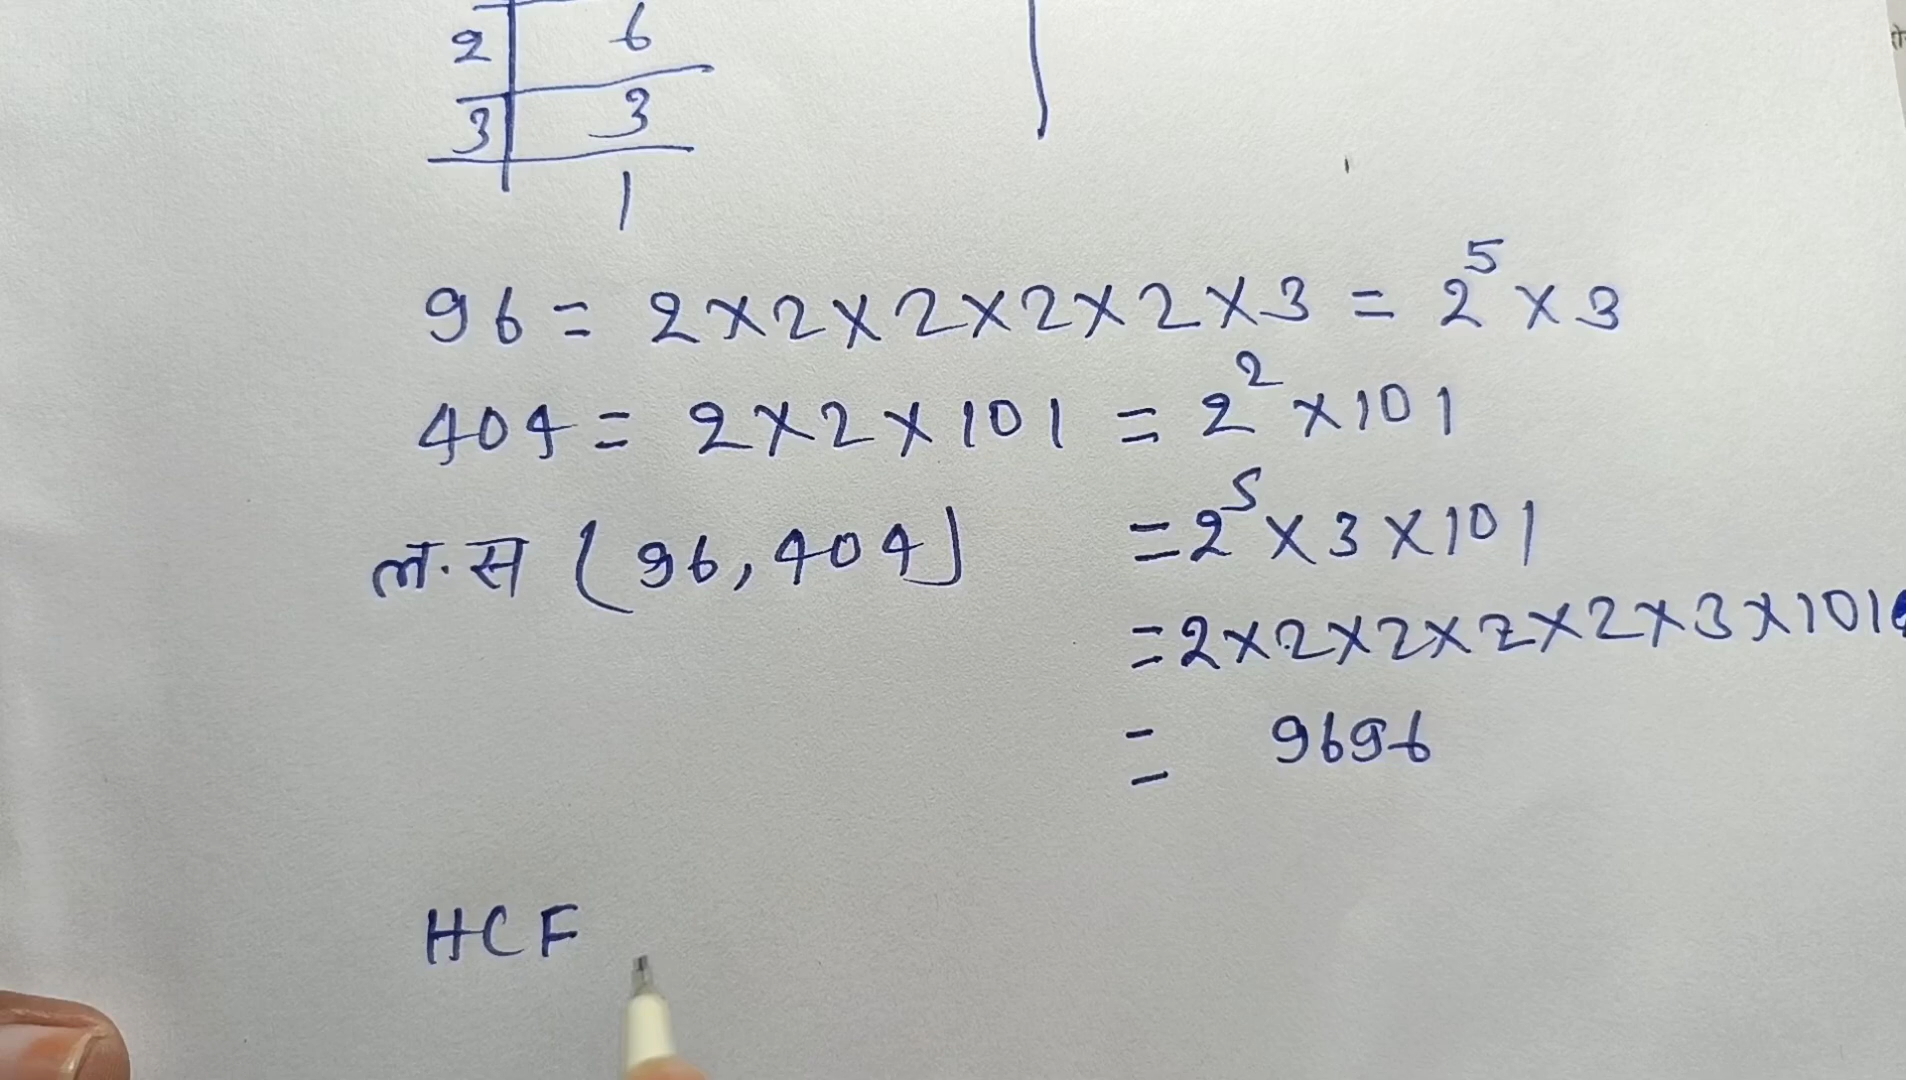 2 | 6
3 | 3
1
96 = 2×2×2×2×2×3 = 2⁵×3
404 = 2×2×101 = 2²×101
ल.स (96,404) = 2⁵×3×101
= 2×2×2×2×2×3×101
= 9696
HCF